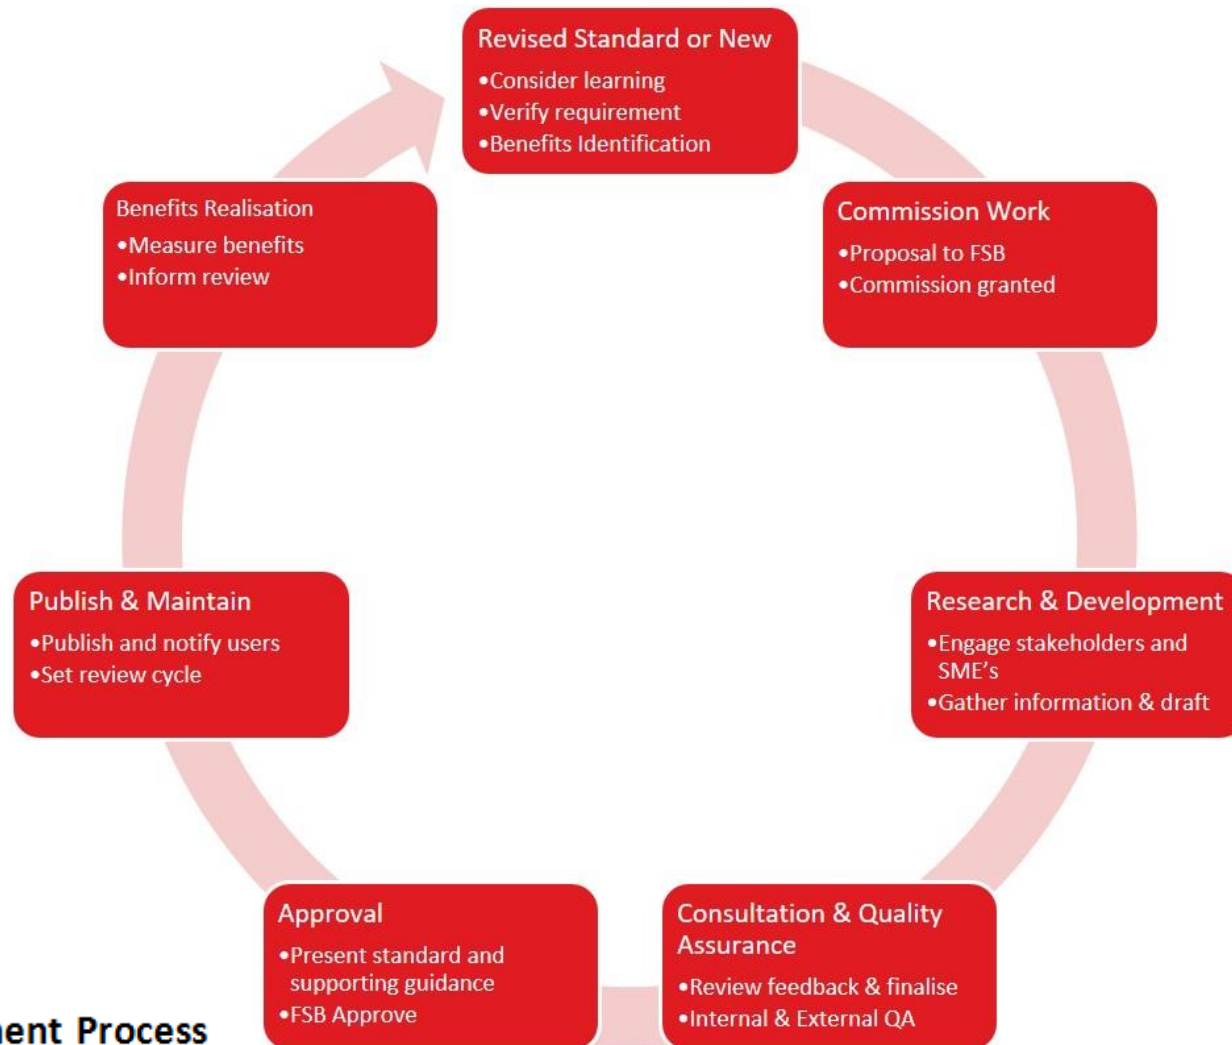 Revised Standard or New
•Consider learning
•Verify requirement
•Benefits Identification
Commission Work
•Proposal to FSB
•Commission granted
Research & Development
•Engage stakeholders and
SME's
•Gather information & draft
Consultation & Quality
Assurance
•Review feedback & finalise
•Internal & External QA
Approval
•Present standard and
supporting guidance
•FSB Approve
Publish & Maintain
•Publish and notify users
•Set review cycle
Benefits Realisation
•Measure benefits
•Inform review
Process